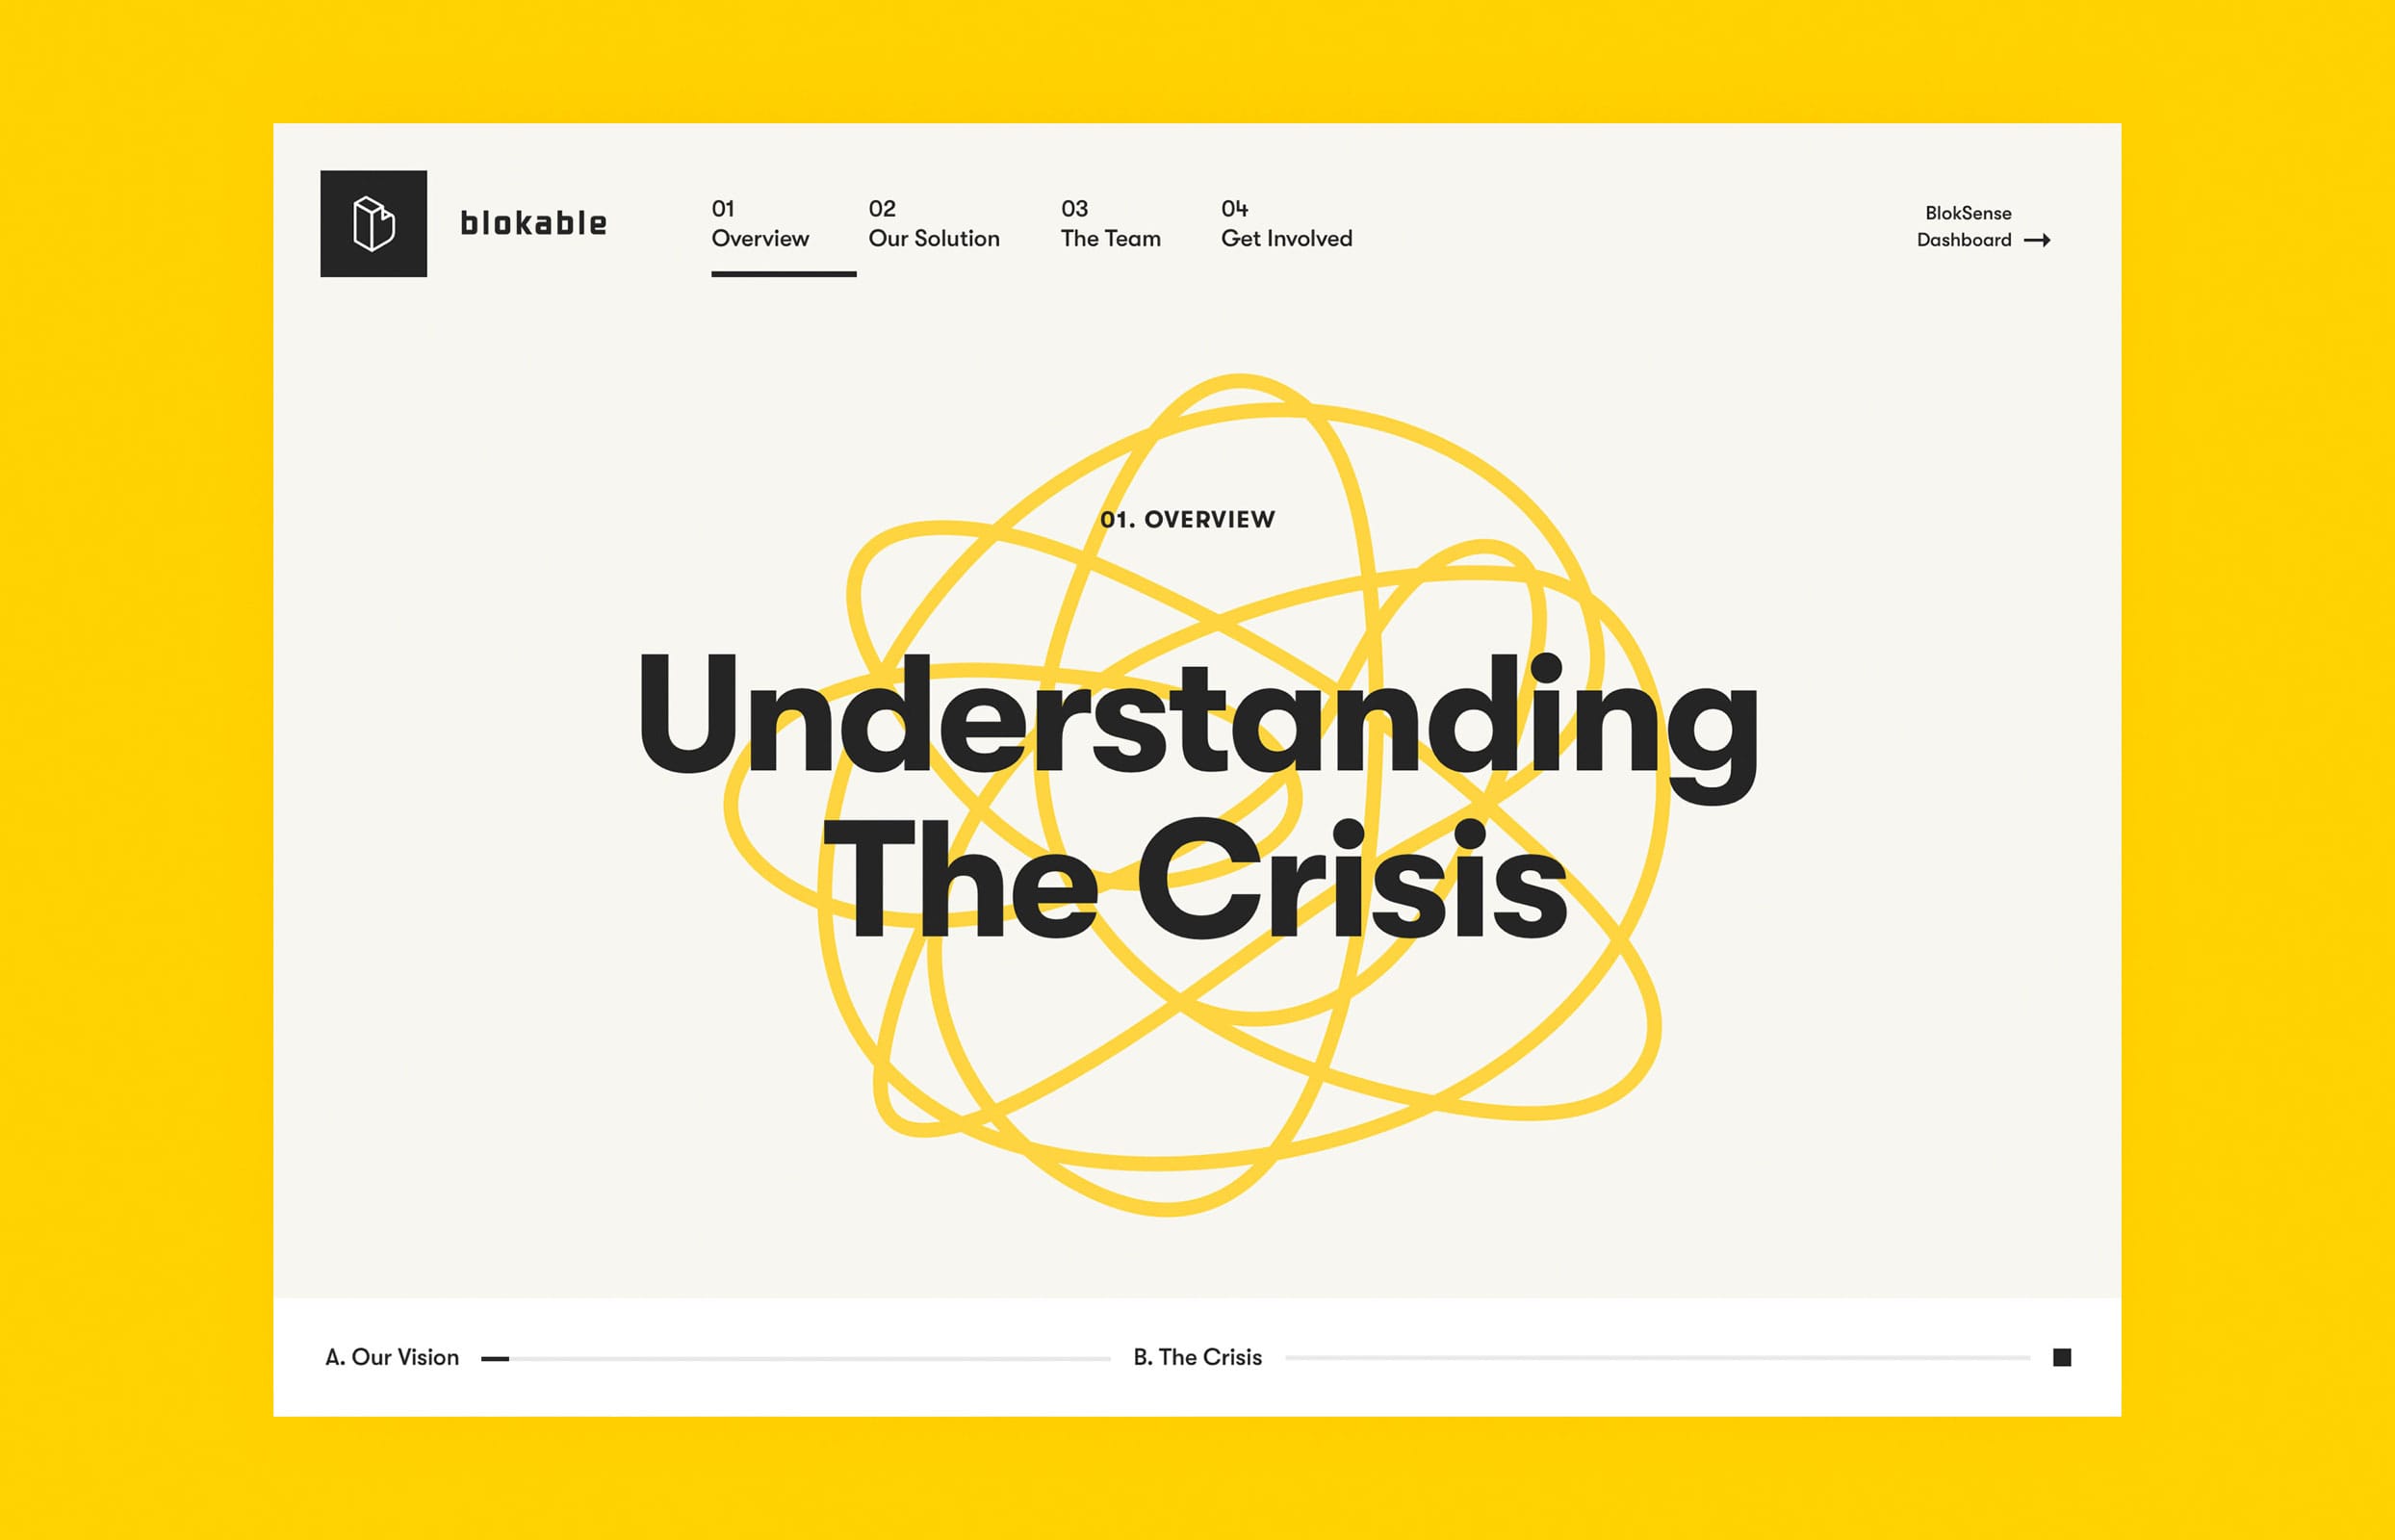 blokable
01
Overview
02
Our Solution
03
The Team
04
Get Involved
BlokSense
Dashboard
01. OVERVIEW
Understanding
The Crisis
A. Our Vision
B. The Crisis